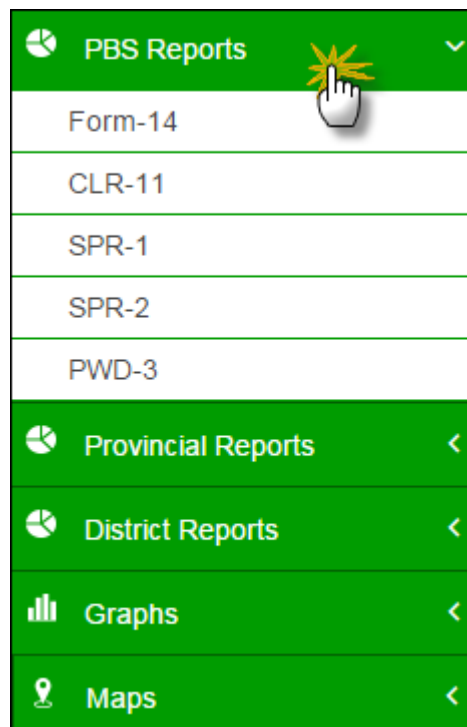 PBS Reports
Form-14
CLR-11
SPR-1
SPR-2
PWD-3
Provincial Reports
District Reports
Graphs
Maps